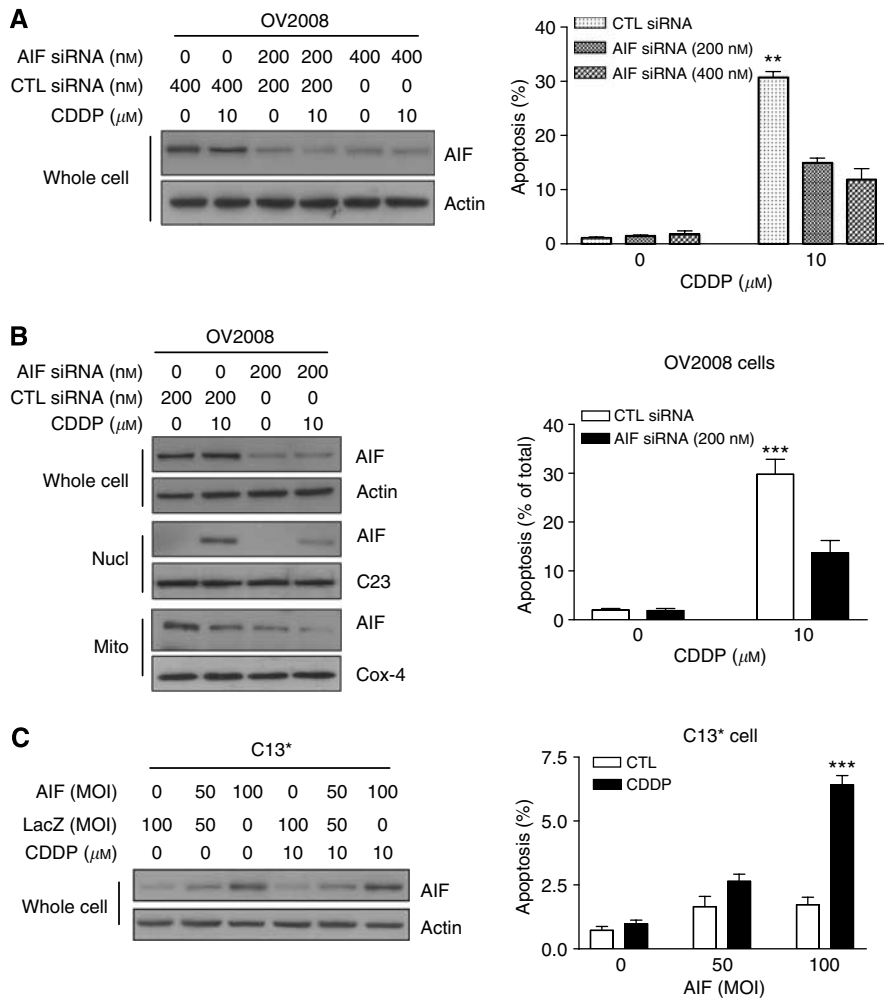 A
OV2008
AIF siRNA (nM) 0 0 200 200 400 400
CTL siRNA (nM) 400 400 200 200 0 0
CDDP (μM) 0 10 0 10 0 10
Whole cell
AIF
Actin
CTL siRNA
AIF siRNA (200 nM)
AIF siRNA (400 nM)
**
Apoptosis (%)
40
30
20
10
0
0 10
CDDP (μM)
B
OV2008
AIF siRNA (nM) 0 0 200 200
CTL siRNA (nM) 200 200 0 0
CDDP (μM) 0 10 0 10
Whole cell
AIF
Actin
Nucl
AIF
C23
Mito
AIF
Cox-4
OV2008 cells
CTL siRNA
AIF siRNA (200 nM)
***
Apoptosis (% of total)
40
30
20
10
0
0 10
CDDP (μM)
C
C13*
AIF (MOI) 0 50 100 0 50 100
LacZ (MOI) 100 50 0 100 50 0
CDDP (μM) 0 0 0 10 10 10
Whole cell
AIF
Actin
C13* cell
CTL
CDDP
***
Apoptosis (%)
7.5
5.0
2.5
0.0
0 50 100
AIF (MOI)